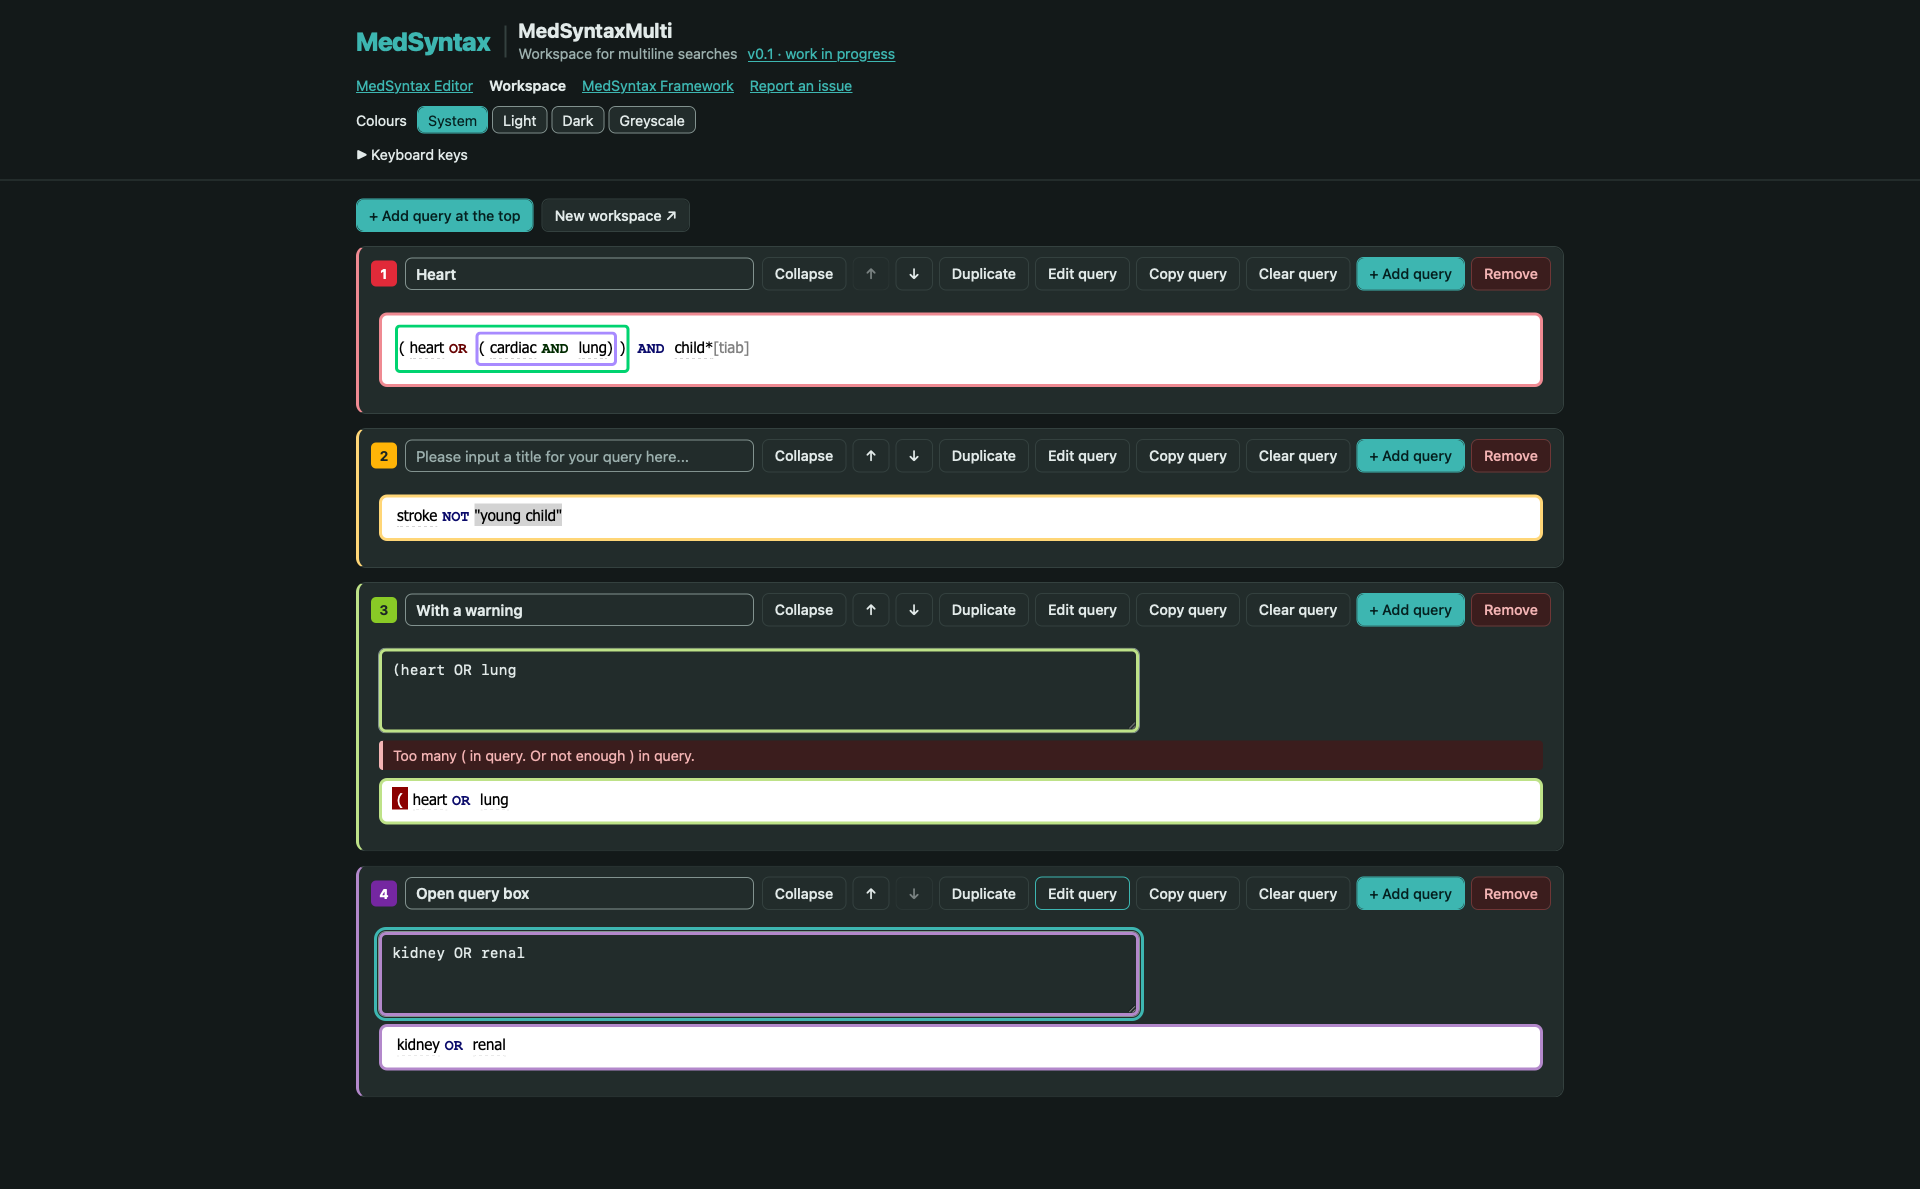 MedSyntax
MedSyntaxMulti
Workspace for multiline searches v0.1 · work in progress
MedSyntax Editor Workspace MedSyntax Framework Report an issue
Colours System Light Dark Greyscale
▶ Keyboard keys
+ Add query at the top New workspace ↗
1 Heart Collapse ↑ ↓ Duplicate Edit query Copy query Clear query + Add query Remove
( heart OR ( cardiac AND lung) ) AND child*[tiab]
2 Please input a title for your query here... Collapse ↑ ↓ Duplicate Edit query Copy query Clear query + Add query Remove
stroke NOT "young child"
3 With a warning Collapse ↑ ↓ Duplicate Edit query Copy query Clear query + Add query Remove
(heart OR lung
Too many ( in query. Or not enough ) in query.
( heart OR lung
4 Open query box Collapse ↑ ↓ Duplicate Edit query Copy query Clear query + Add query Remove
kidney OR renal
kidney OR renal